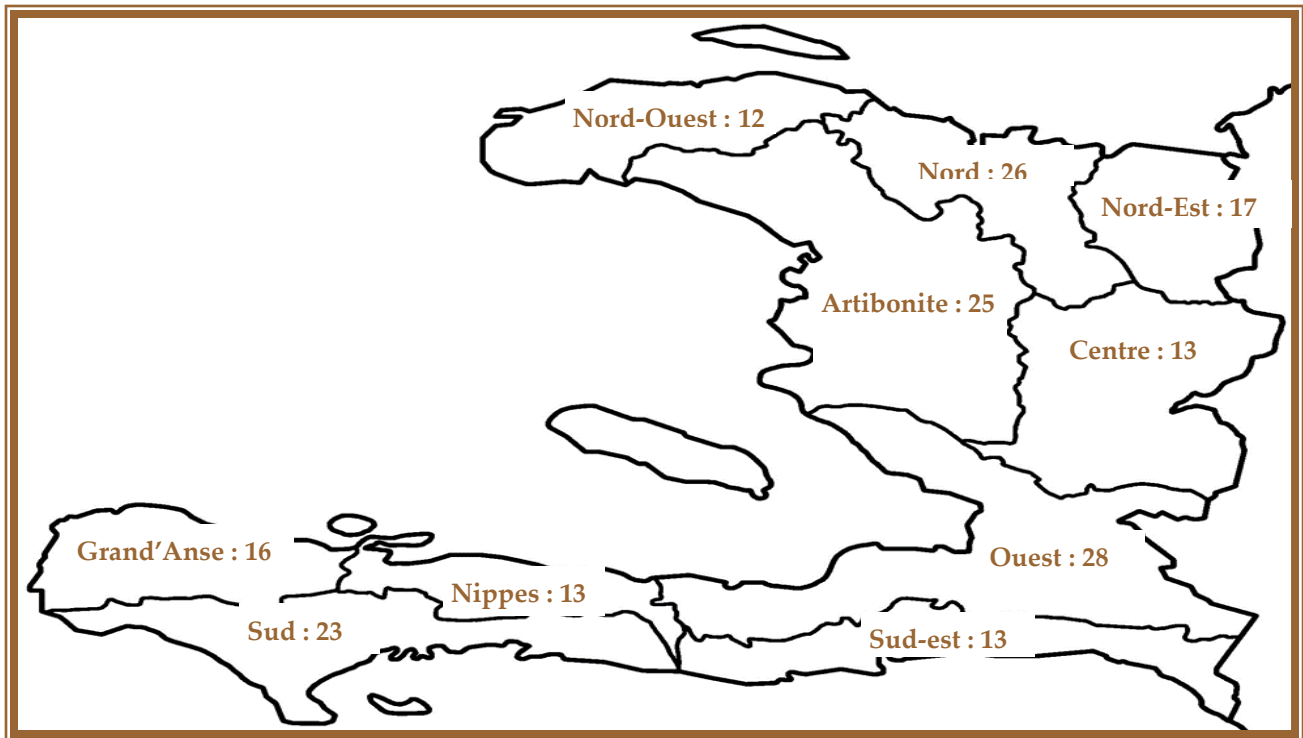 Nord-Ouest : 12
Nord : 26
Nord-Est : 17
Artibonite : 25
Centre : 13
Grand’Anse : 16
Ouest : 28
Nippes : 13
Sud : 23
Sud-est : 13